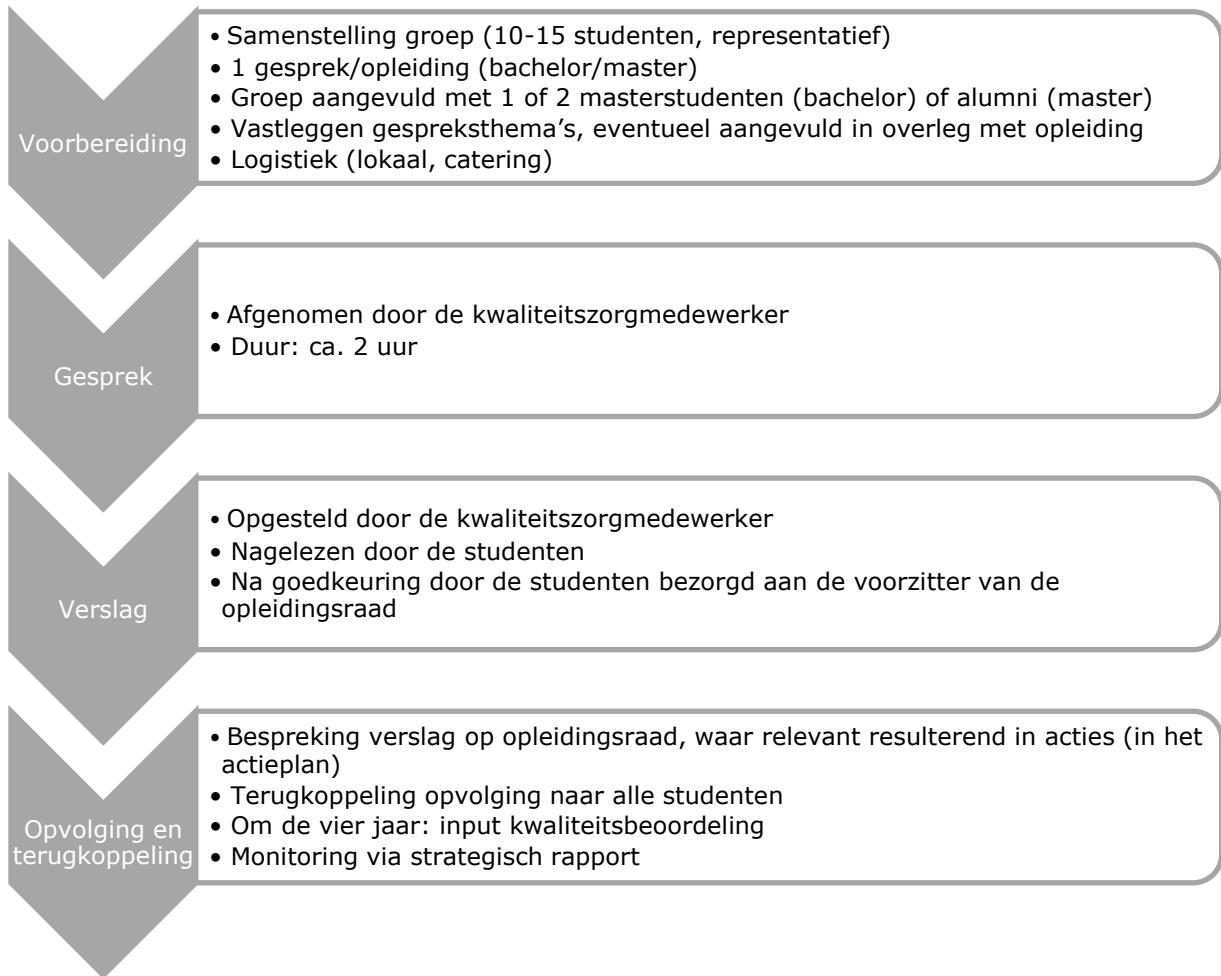 Voorbereiding
• Samenstelling groep (10-15 studenten, representatief)
• 1 gesprek/opleiding (bachelor/master)
• Groep aangevuld met 1 of 2 masterstudenten (bachelor) of alumni (master)
• Vastleggen gespreksthema’s, eventueel aangevuld in overleg met opleiding
• Logistiek (lokaal, catering)
Gesprek
• Afgenomen door de kwaliteitszorgmedewerker
• Duur: ca. 2 uur
Verslag
• Opgesteld door de kwaliteitszorgmedewerker
• Nagelezen door de studenten
• Na goedkeuring door de studenten bezorgd aan de voorzitter van de
opleidingsraad
Opvolging en
terugkoppeling
• Bespreking verslag op opleidingsraad, waar relevant resulterend in acties (in het
actieplan)
• Terugkoppeling opvolging naar alle studenten
• Om de vier jaar: input kwaliteitsbeoordeling
• Monitoring via strategisch rapport